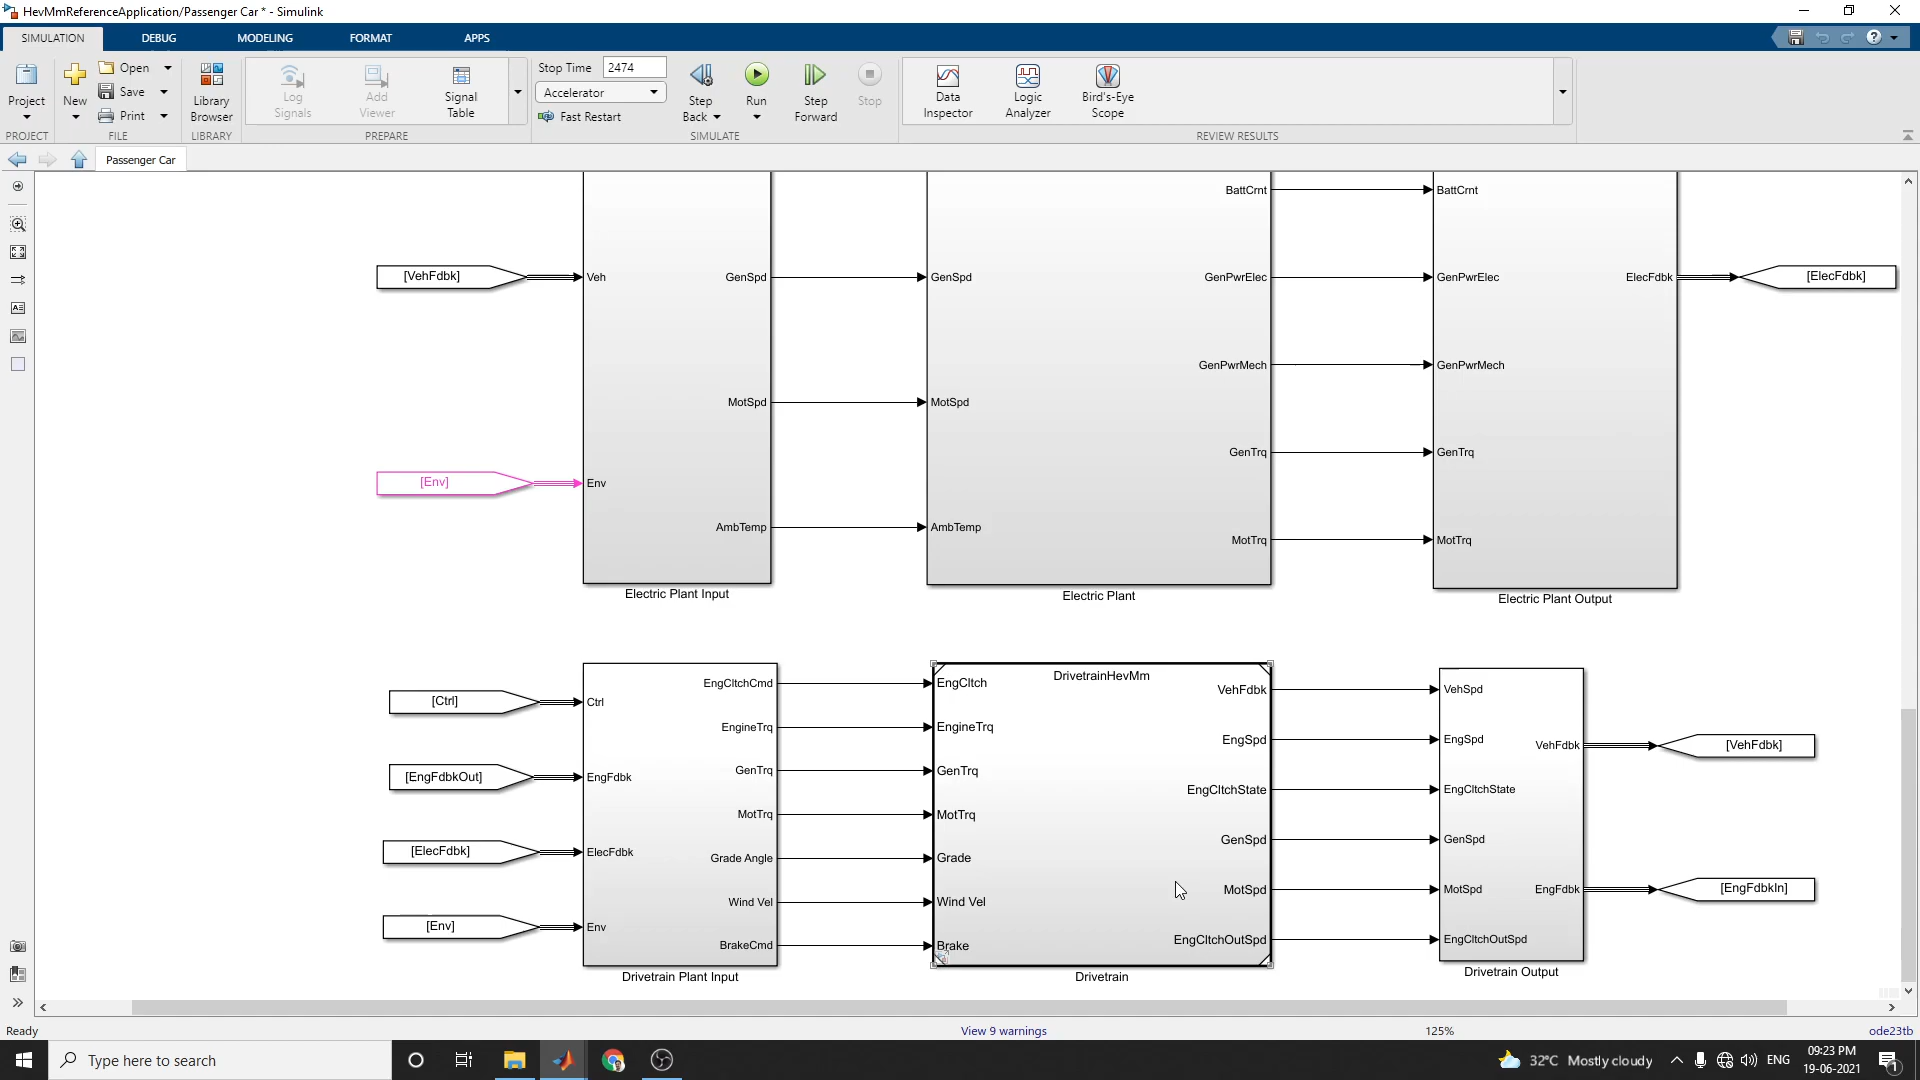 HevMmReferenceApplication/Passenger Car * - Simulink
SIMULATION DEBUG MODELING FORMAT APPS
Project
New
Open
Save
Print
Library Browser
Log Signals
Add Viewer
Signal Table
Stop Time 2474
Accelerator
Fast Restart
Step Back
Run
Step Forward
Stop
Data Inspector
Logic Analyzer
Bird's-Eye Scope
PROJECT FILE LIBRARY PREPARE SIMULATE REVIEW RESULTS
Passenger Car
BattCrnt BattCrnt
[VehFdbk] Veh GenSpd GenSpd GenPwrElec GenPwrElec ElecFdbk [ElecFdbk]
GenPwrMech GenPwrMech
MotSpd MotSpd
GenTrq GenTrq
[Env] Env
AmbTemp AmbTemp
MotTrq MotTrq
Electric Plant Input Electric Plant Electric Plant Output
DrivetrainHevMm
EngCltchCmd EngCltch VehFdbk VehSpd
[Ctrl] Ctrl
EngineTrq EngineTrq EngSpd EngSpd VehFdbk [VehFdbk]
GenTrq GenTrq
[EngFdbkOut] EngFdbk
EngCltchState EngCltchState
MotTrq MotTrq
GenSpd GenSpd
[ElecFdbk] ElecFdbk Grade Angle Grade
MotSpd MotSpd EngFdbk [EngFdbkIn]
Wind Vel Wind Vel
[Env] Env
BrakeCmd Brake EngCltchOutSpd EngCltchOutSpd
Drivetrain Plant Input Drivetrain Drivetrain Output
Ready View 9 warnings 125% ode23tb
Type here to search
32°C Mostly cloudy
ENG
09:23 PM
19-06-2021
1